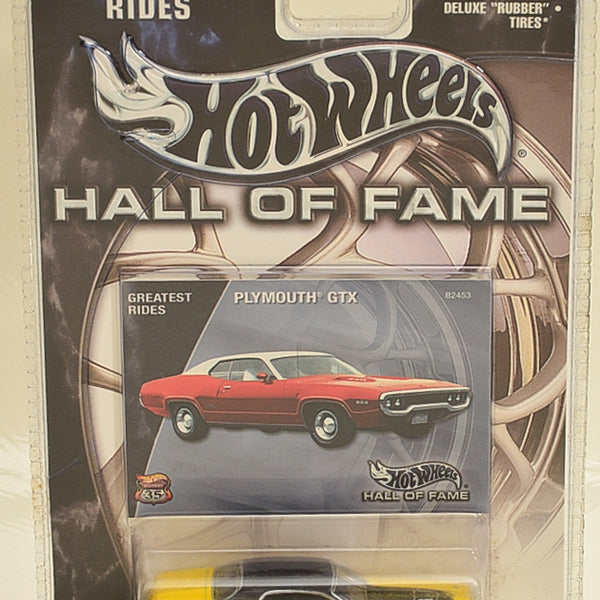 RIDES
DELUXE "RUBBER" •
TIRES*
HOT WHEELS
®
HALL OF FAME
GREATEST
RIDES
PLYMOUTH® GTX
B2453
35
HOT WHEELS
®
HALL OF FAME